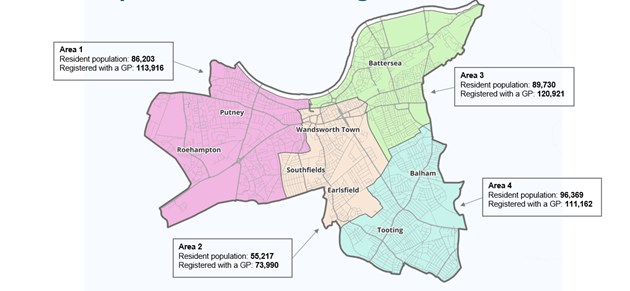 Area 1
Resident population: 86,203
Registered with a GP: 113,916
Battersea
Area 3
Resident population: 89,730
Registered with a GP: 120,921
Putney
Wandsworth Town
Roehampton
Southfields
Balham
Earlsfield
Area 4
Resident population: 96,369
Registered with a GP: 111,162
Tooting
Area 2
Resident population: 55,217
Registered with a GP: 73,990